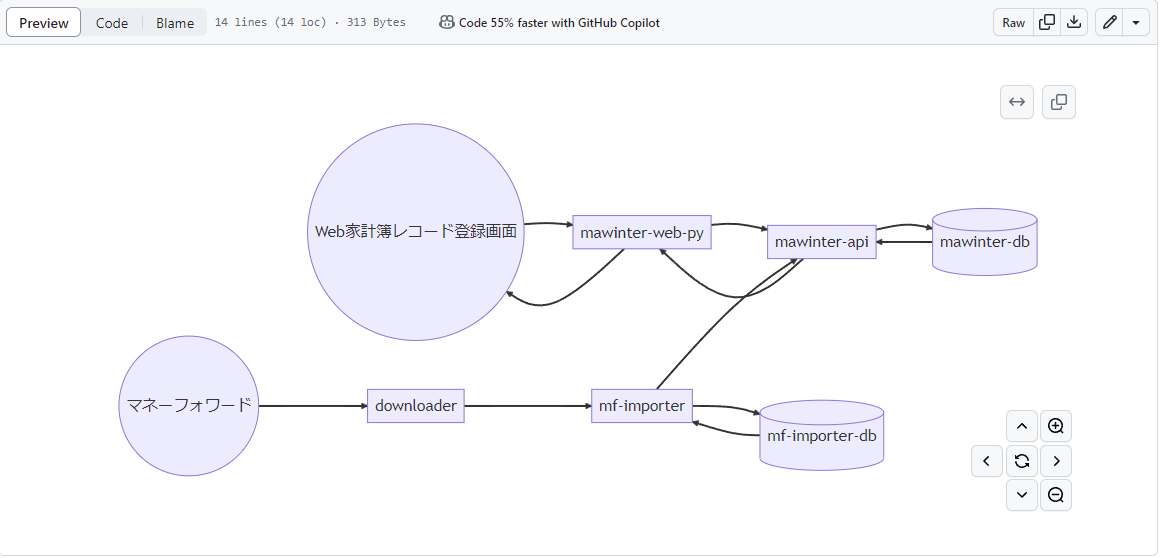 Preview Code Blame 14 lines (14 loc) · 313 Bytes Code 55% faster with GitHub Copilot Raw
Web家計簿レコード登録画面
mawinter-web-py
mawinter-api
mawinter-db
マネーフォワード
downloader
mf-importer
mf-importer-db